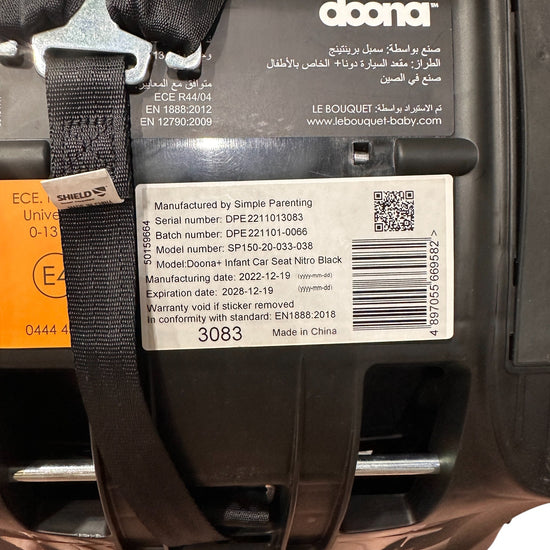 doona™
صنع بواسطة: سمبل برينتينج
الطراز: مقعد السيارة دونا+ الخاص بالأطفال
صنع في الصين
متوافق مع المعايير
ECE R44/04
EN 1888:2012
EN 12790:2009
تم الاستيراد بواسطة: LE BOUQUET
www.lebouquet-baby.com
SHIELD
ECE.
Unive
0-13
E4
0444 4
50159664
Manufactured by Simple Parenting
Serial number: DPE2211013083
Batch number: DPE221101-0066
Model number: SP150-20-033-038
Model:Doona+ Infant Car Seat Nitro Black
Manufacturing date: 2022-12-19 (yyyy-mm-dd)
Expiration date: 2028-12-19 (yyyy-mm-dd)
Warranty void if sticker removed
In conformity with standard: EN1888:2018
3083 Made in China
4 897055 669582 >